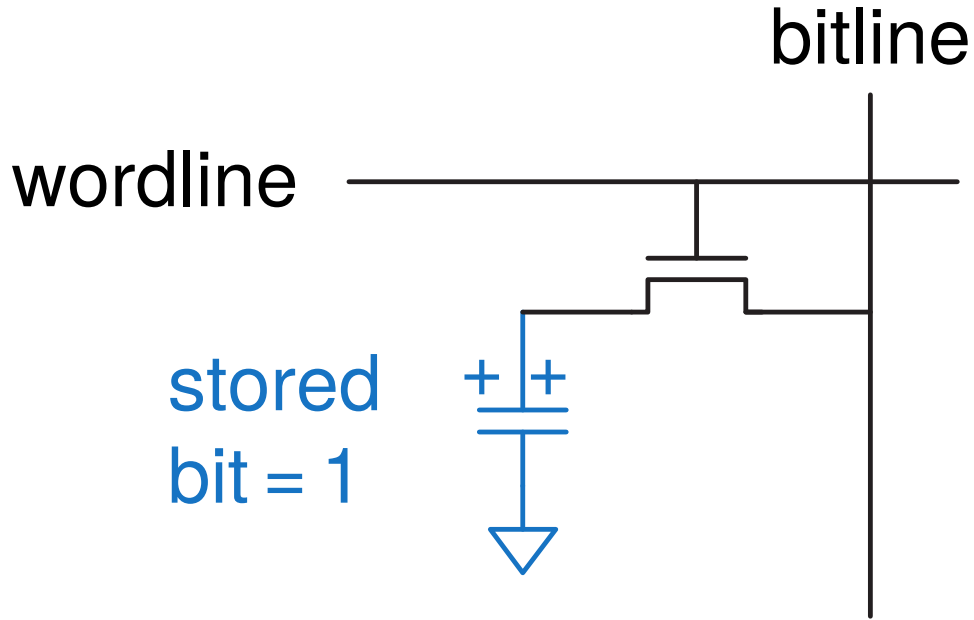 bitline
wordline
+ +
stored
bit = 1